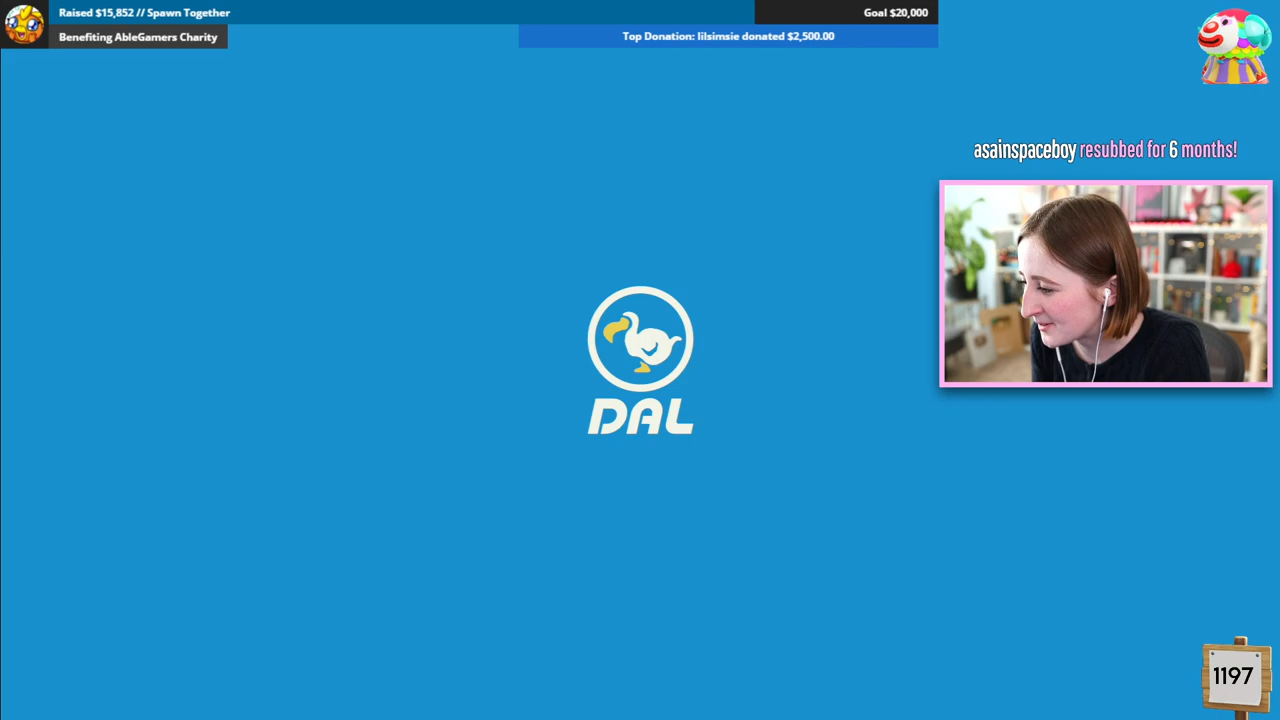 Raised $15,852 // Spawn Together
Goal $20,000
Benefiting AbleGamers Charity
Top Donation: lilsimsie donated $2,500.00
asainspaceboy resubbed for 6 months!
DAL
1197